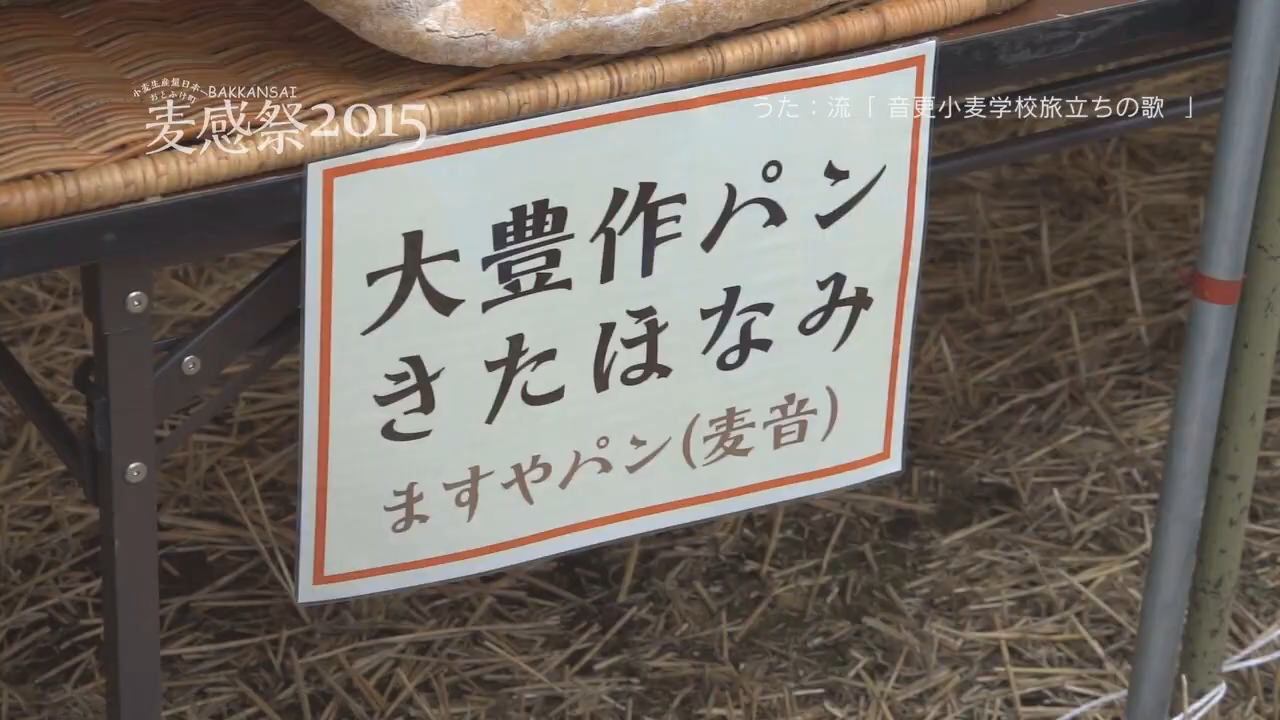 小麦生産量日本一
おとふけ町
BAKKANSAI
麦感祭2015
うた：流「 音更小麦学校旅立ちの歌 」
大豊作パン
きたほなみ
ますやパン(麦音)